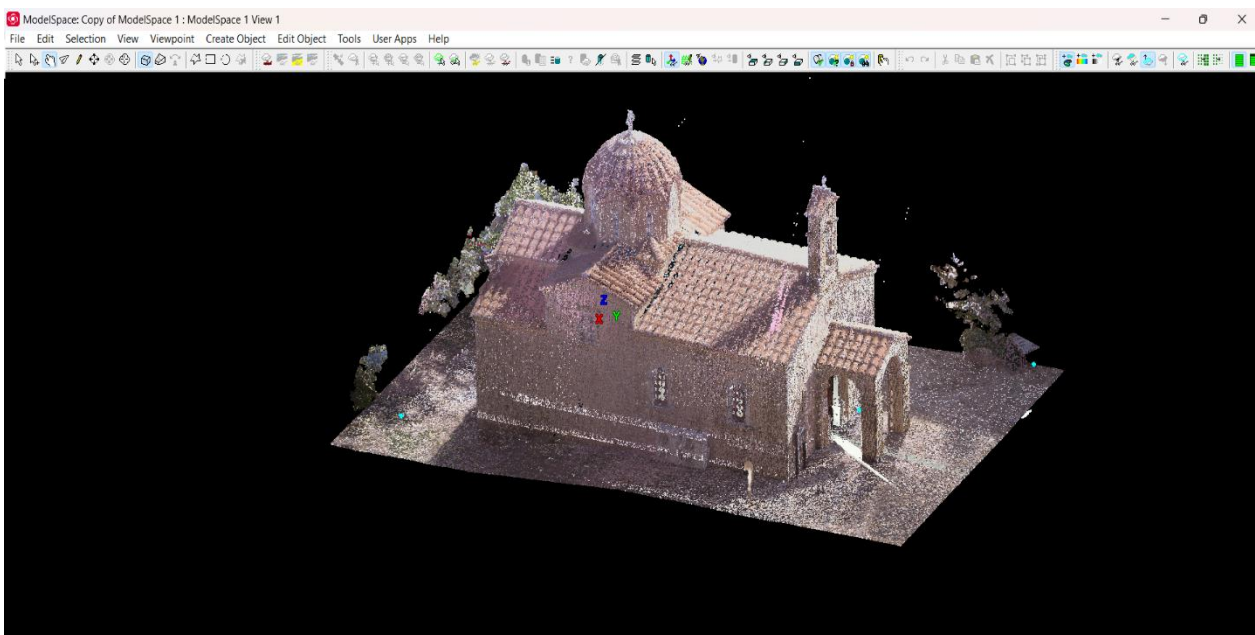 ModelSpace: Copy of ModelSpace 1 : ModelSpace 1 View 1
File Edit Selection View Viewpoint Create Object Edit Object Tools User Apps Help
Z
X Y